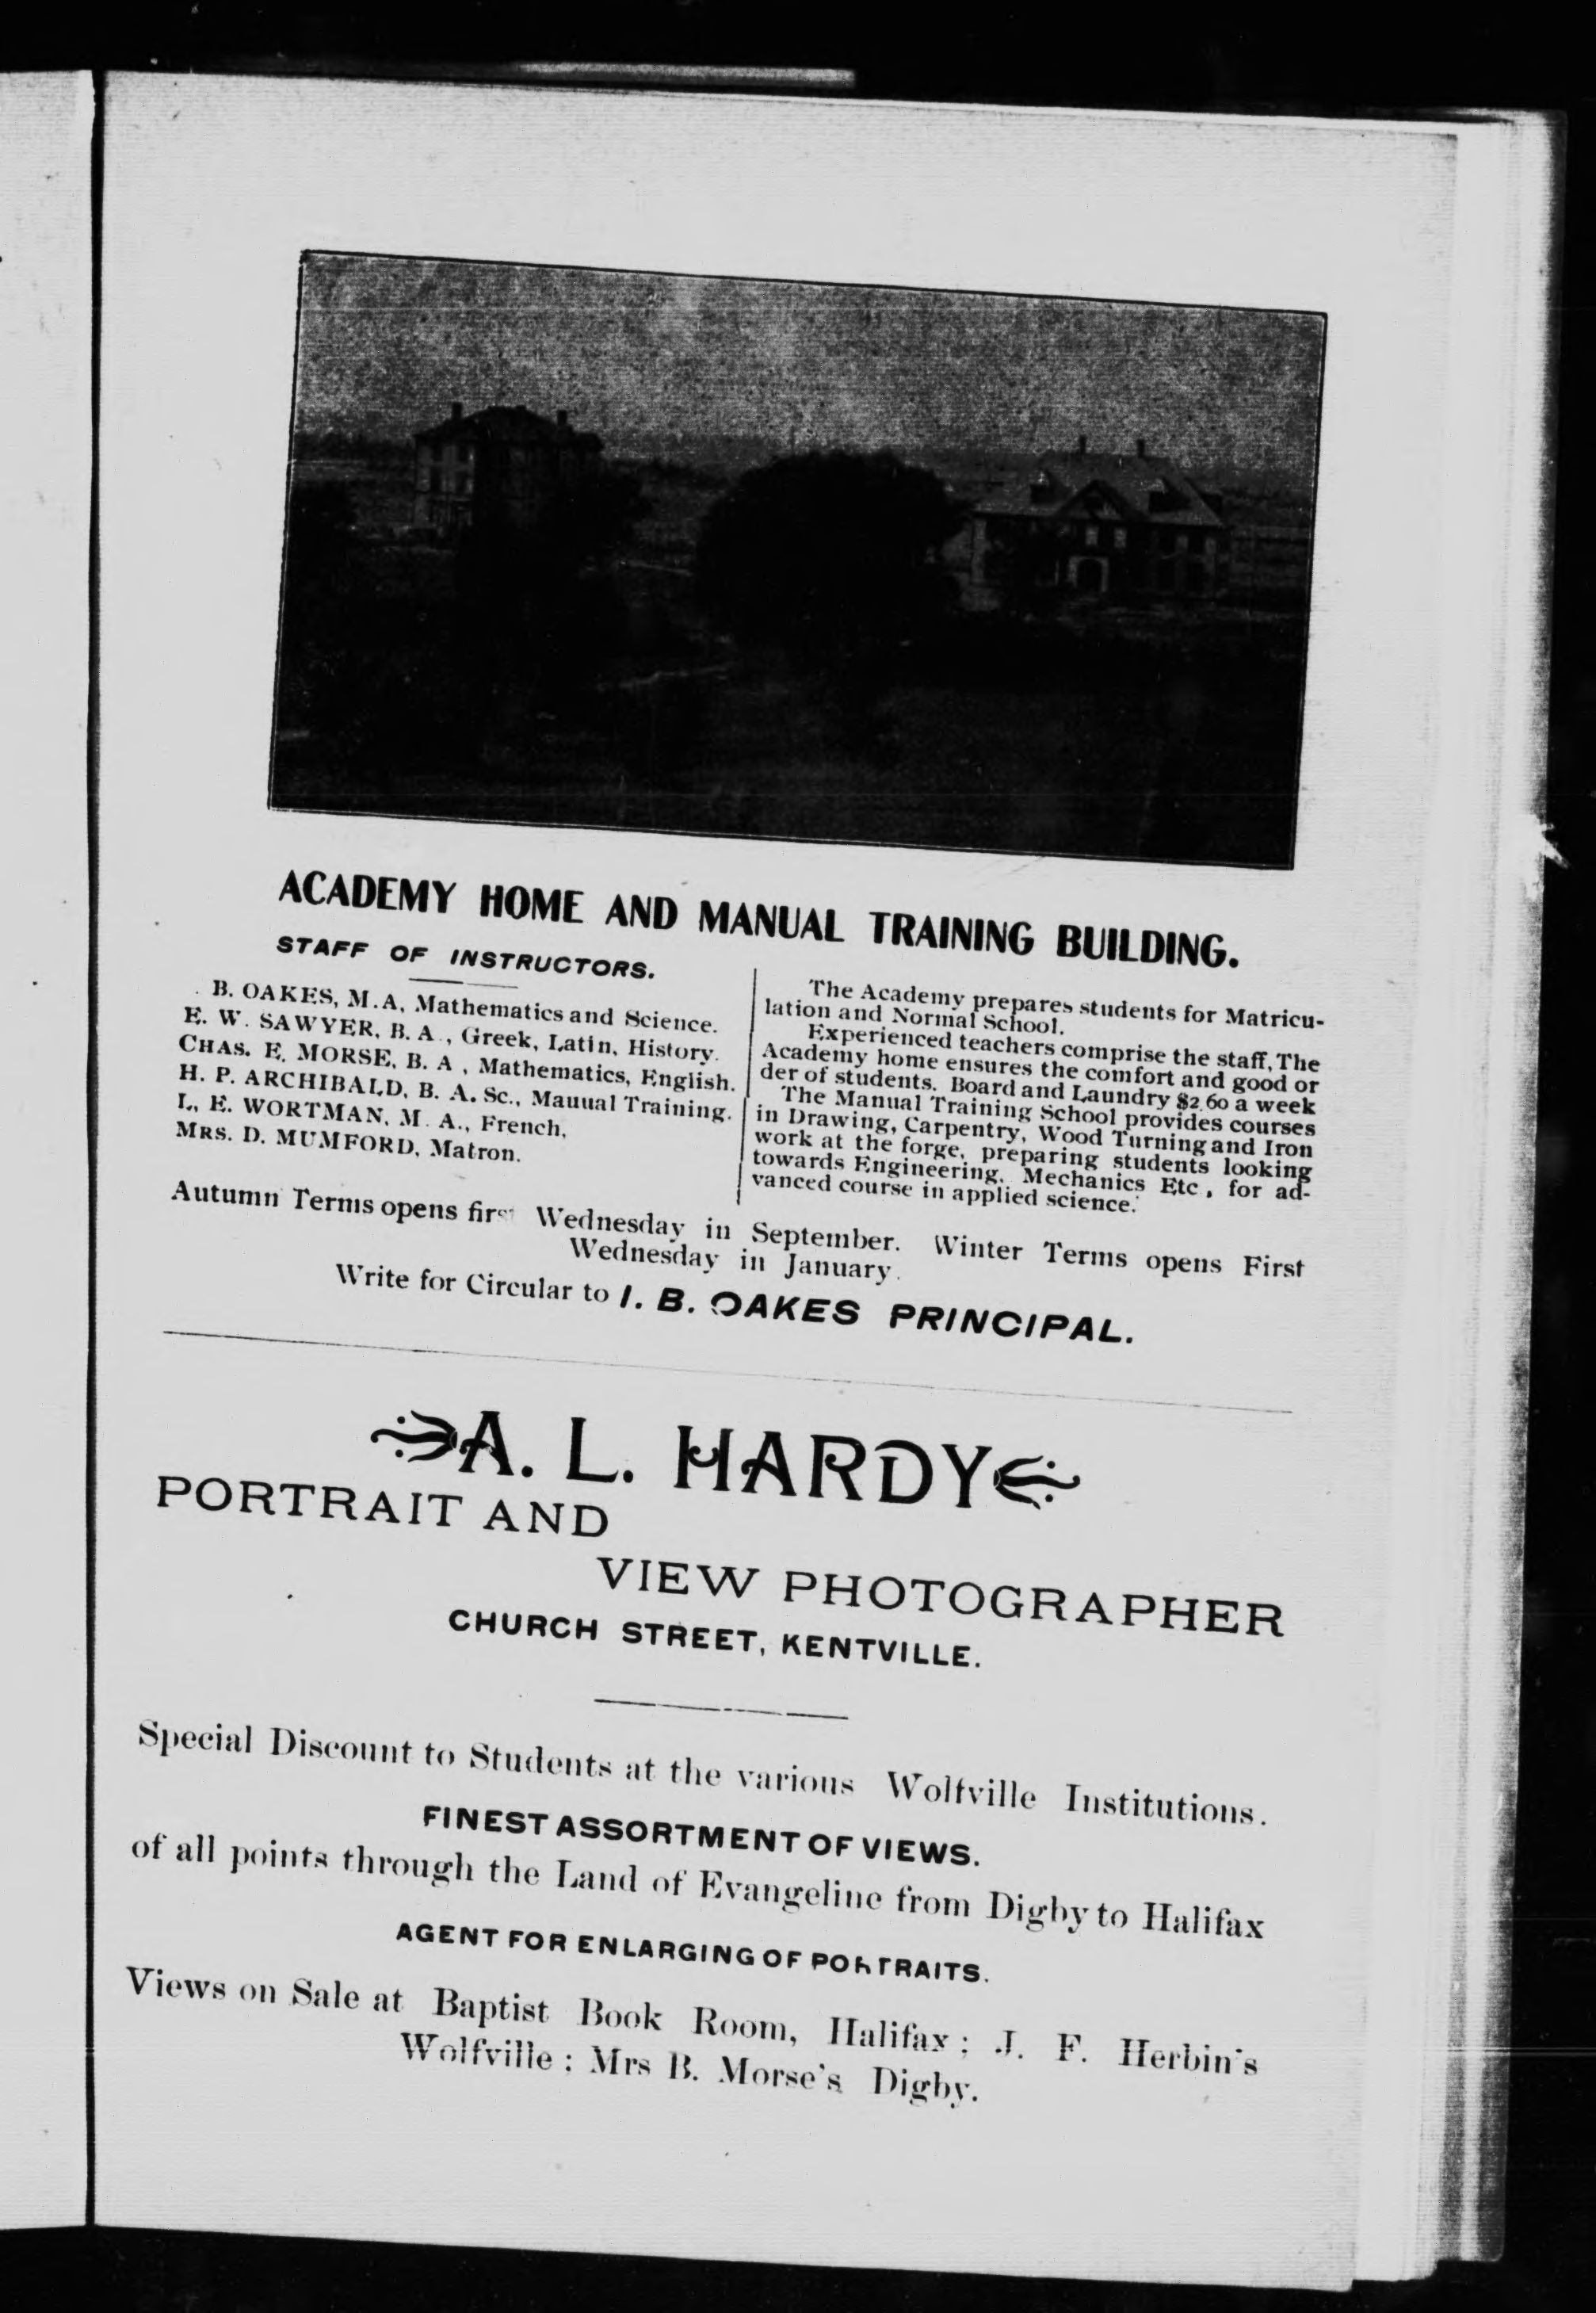 ACADEMY HOME AND MANUAL TRAINING BUILDING.
STAFF OF INSTRUCTORS.
. B. OAKES, M.A, Mathematics and Science.
E. W. SAWYER, B. A., Greek, Latin, History.
CHAS. E. MORSE, B. A , Mathematics, English.
H. P. ARCHIBALD, B. A. Sc., Mauual Training.
L, E. WORTMAN, M A., French,
MRS. D. MUMFORD, Matron.
The Academy prepares students for Matricu-
lation and Normal School.
Experienced teachers comprise the staff, The
Academy home ensures the comfort and good or
der of students. Board and Laundry $2.60 a week
The Manual Training School provides courses
in Drawing, Carpentry, Wood Turning and Iron
work at the forge, preparing students looking
towards Engineering, Mechanics Etc , for ad-
vanced course in applied science.
Autumn Terms opens first Wednesday in September. Winter Terms opens First
Wednesday in January.
Write for Circular to I. B. OAKES PRINCIPAL.
A. L. HARDY
PORTRAIT AND
VIEW PHOTOGRAPHER
CHURCH STREET, KENTVILLE.
Special Discount to Students at the various Wolfville Institutions.
FINEST ASSORTMENT OF VIEWS.
of all points through the Land of Evangeline from Digby to Halifax
AGENT FOR ENLARGING OF PORTRAITS.
Views on Sale at Baptist Book Room, Halifax; J. F. Herbin's
Wolfville; Mrs B. Morse's Digby.